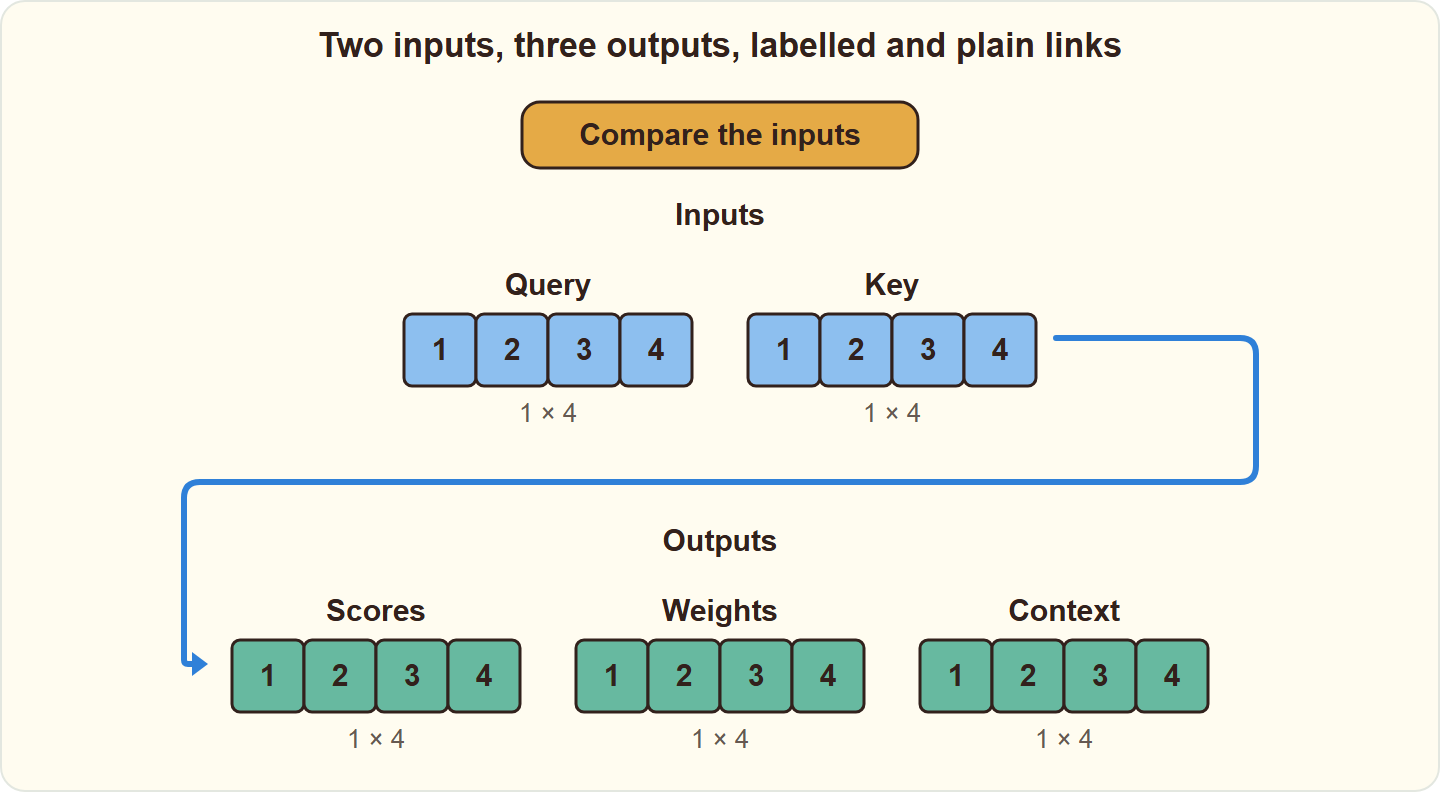 Two inputs, three outputs, labelled and plain links
Compare the inputs
Inputs
Query Key
1 2 3 4 1 2 3 4
1 × 4 1 × 4
Outputs
Scores Weights Context
1 2 3 4 1 2 3 4 1 2 3 4
1 × 4 1 × 4 1 × 4